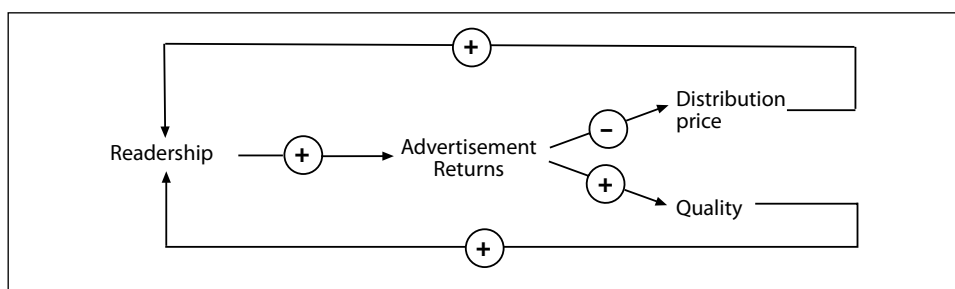 +
Distribution
price
−
Readership
+
Advertisement
Returns
+
Quality
+